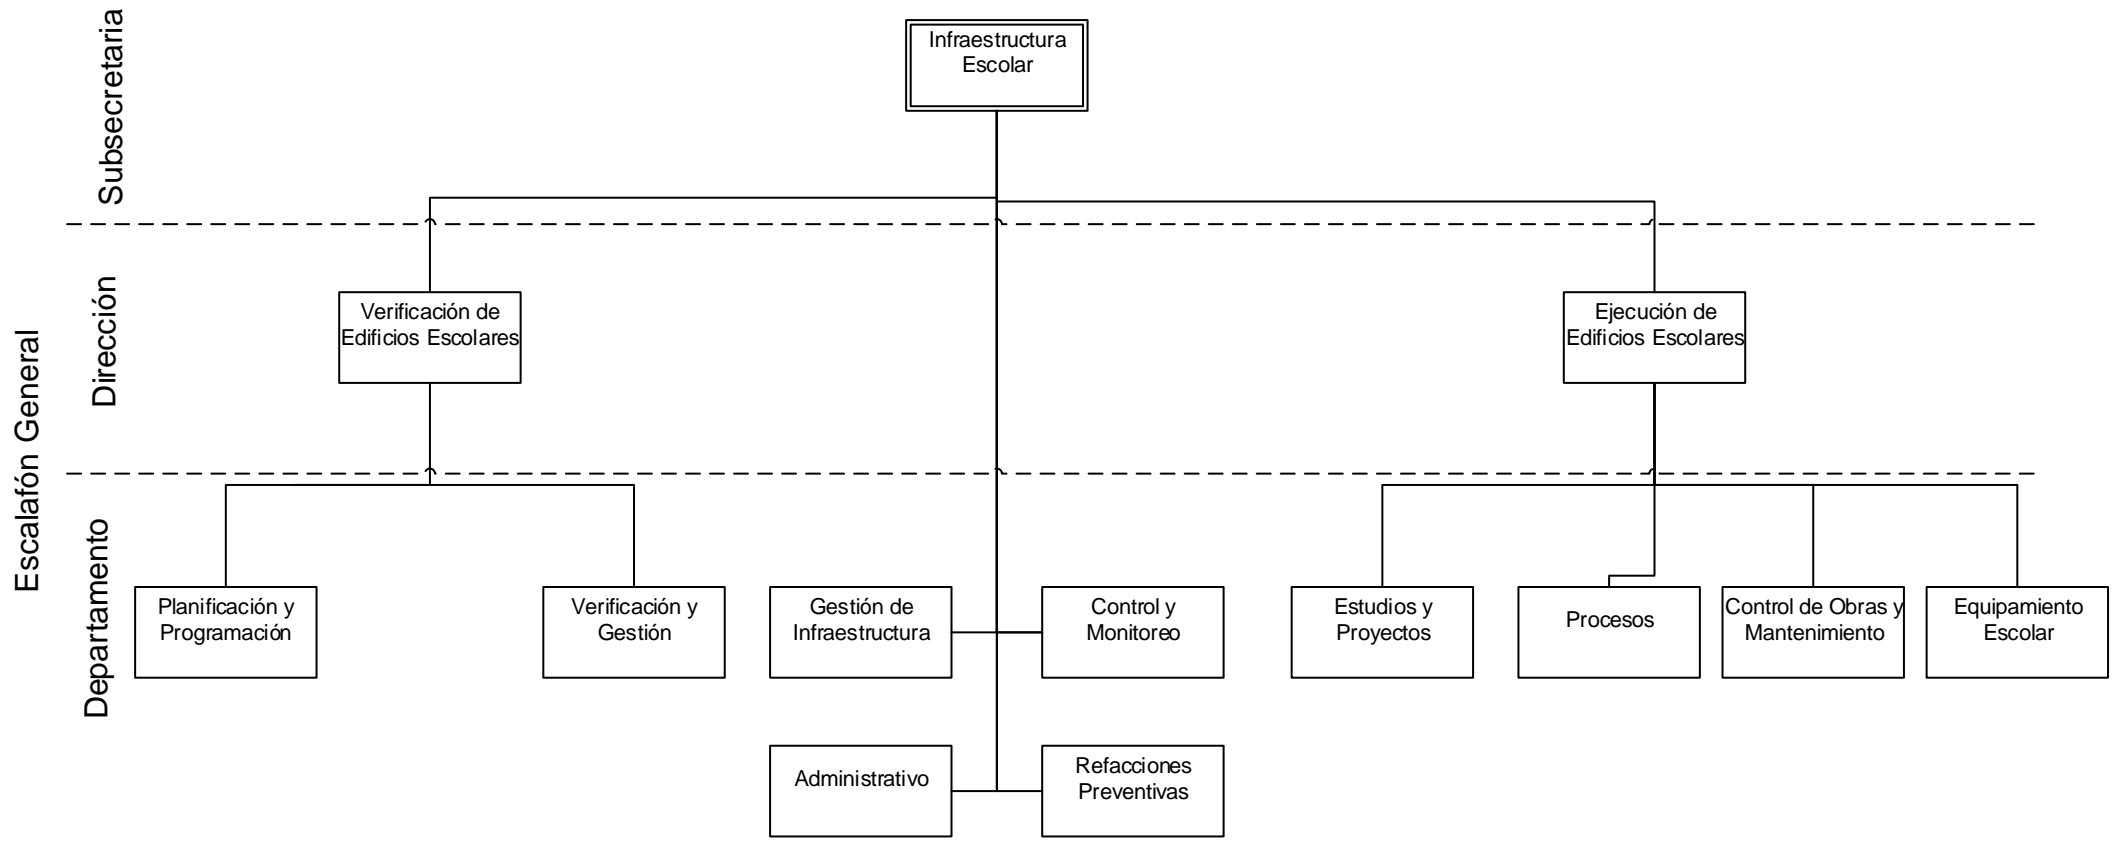 Escalafón General
Subsecretaria
Infraestructura
Escolar
Dirección
Verificación de
Edificios Escolares
Ejecución de
Edificios Escolares
Departamento
Planificación y
Programación
Verificación y
Gestión
Gestión de
Infraestructura
Control y
Monitoreo
Estudios y
Proyectos
Procesos
Control de Obras y
Mantenimiento
Equipamiento
Escolar
Administrativo
Refacciones
Preventivas